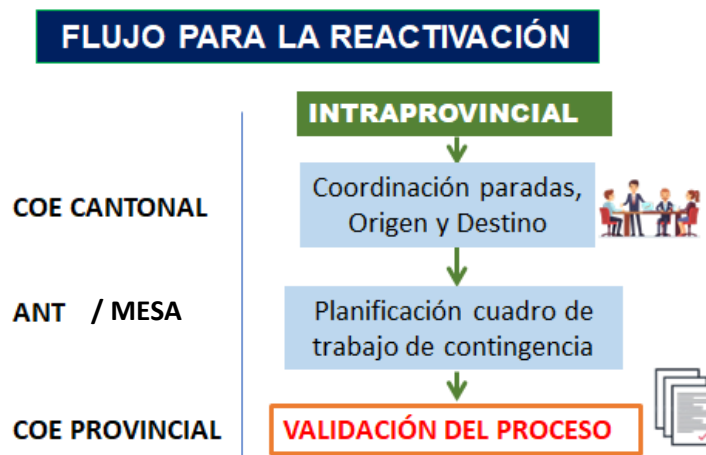 FLUJO PARA LA REACTIVACIÓN
INTRAPROVINCIAL
COE CANTONAL
Coordinación paradas,
Origen y Destino
ANT / MESA
Planificación cuadro de
trabajo de contingencia
COE PROVINCIAL
VALIDACIÓN DEL PROCESO